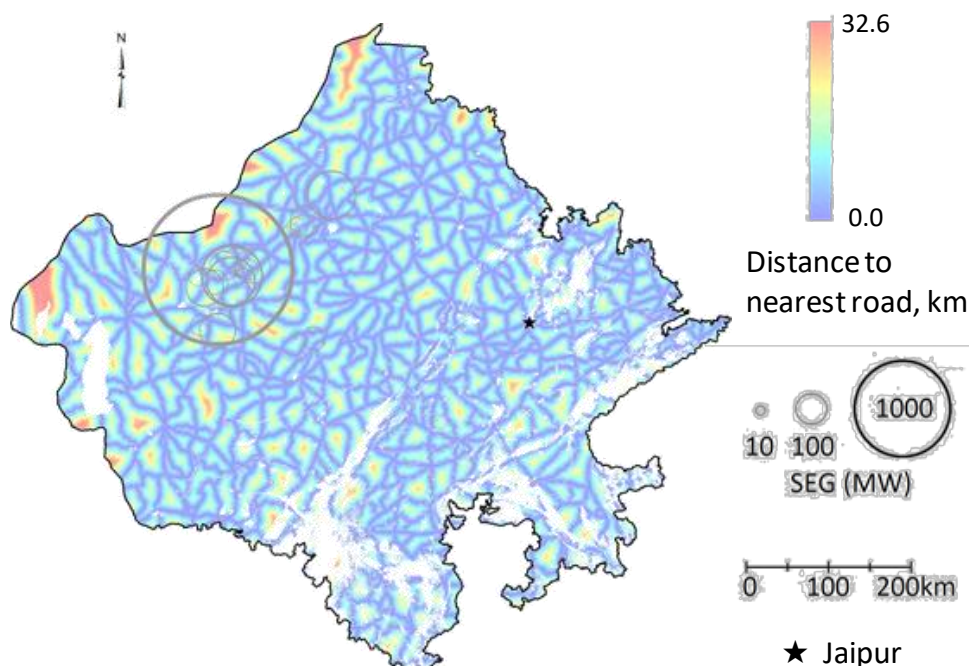 N
32.6
0.0
Distance to
nearest road, km
1000
10 100
SEG (MW)
0 100 200km
★ Jaipur